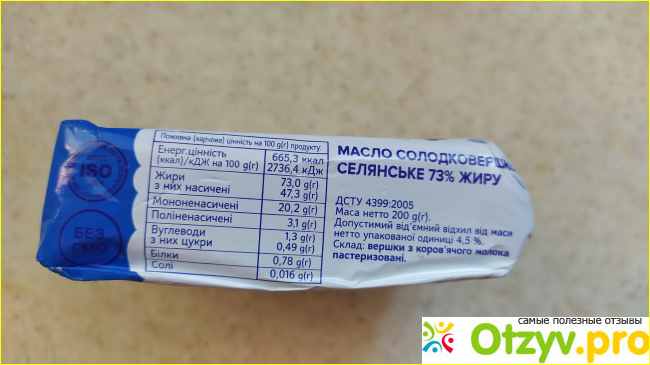 ISO
БЕЗ
ГМО
Поживна (харчова) цінність на 100 g(г) продукту:
Енерг.цінність
(ккал)/кДЖ на 100 g(г)
665,3 ккал
2736,4 кДж
Жири
73,0 g(г)
з них насичені
47,3 g(г)
Мононенасичені
20,2 g(г)
Поліненасичені
3,1 g(г)
Вуглеводи
1,3 g(г)
з них цукри
0,49 g(г)
Білки
0,78 g(г)
Солі
0,016 g(г)
МАСЛО
СЕЛЯНСЬКЕ 73% ЖИРУ
ДСТУ 4399:2005
Маса нетто 200 g(г).
Допустимий від'ємний відхил від маси
нетто упакованої одиниці 4,5 %.
Склад: вершки з коров'ячого молока
пастеризовані.
самые полезные отзывы
Otzyv.pro